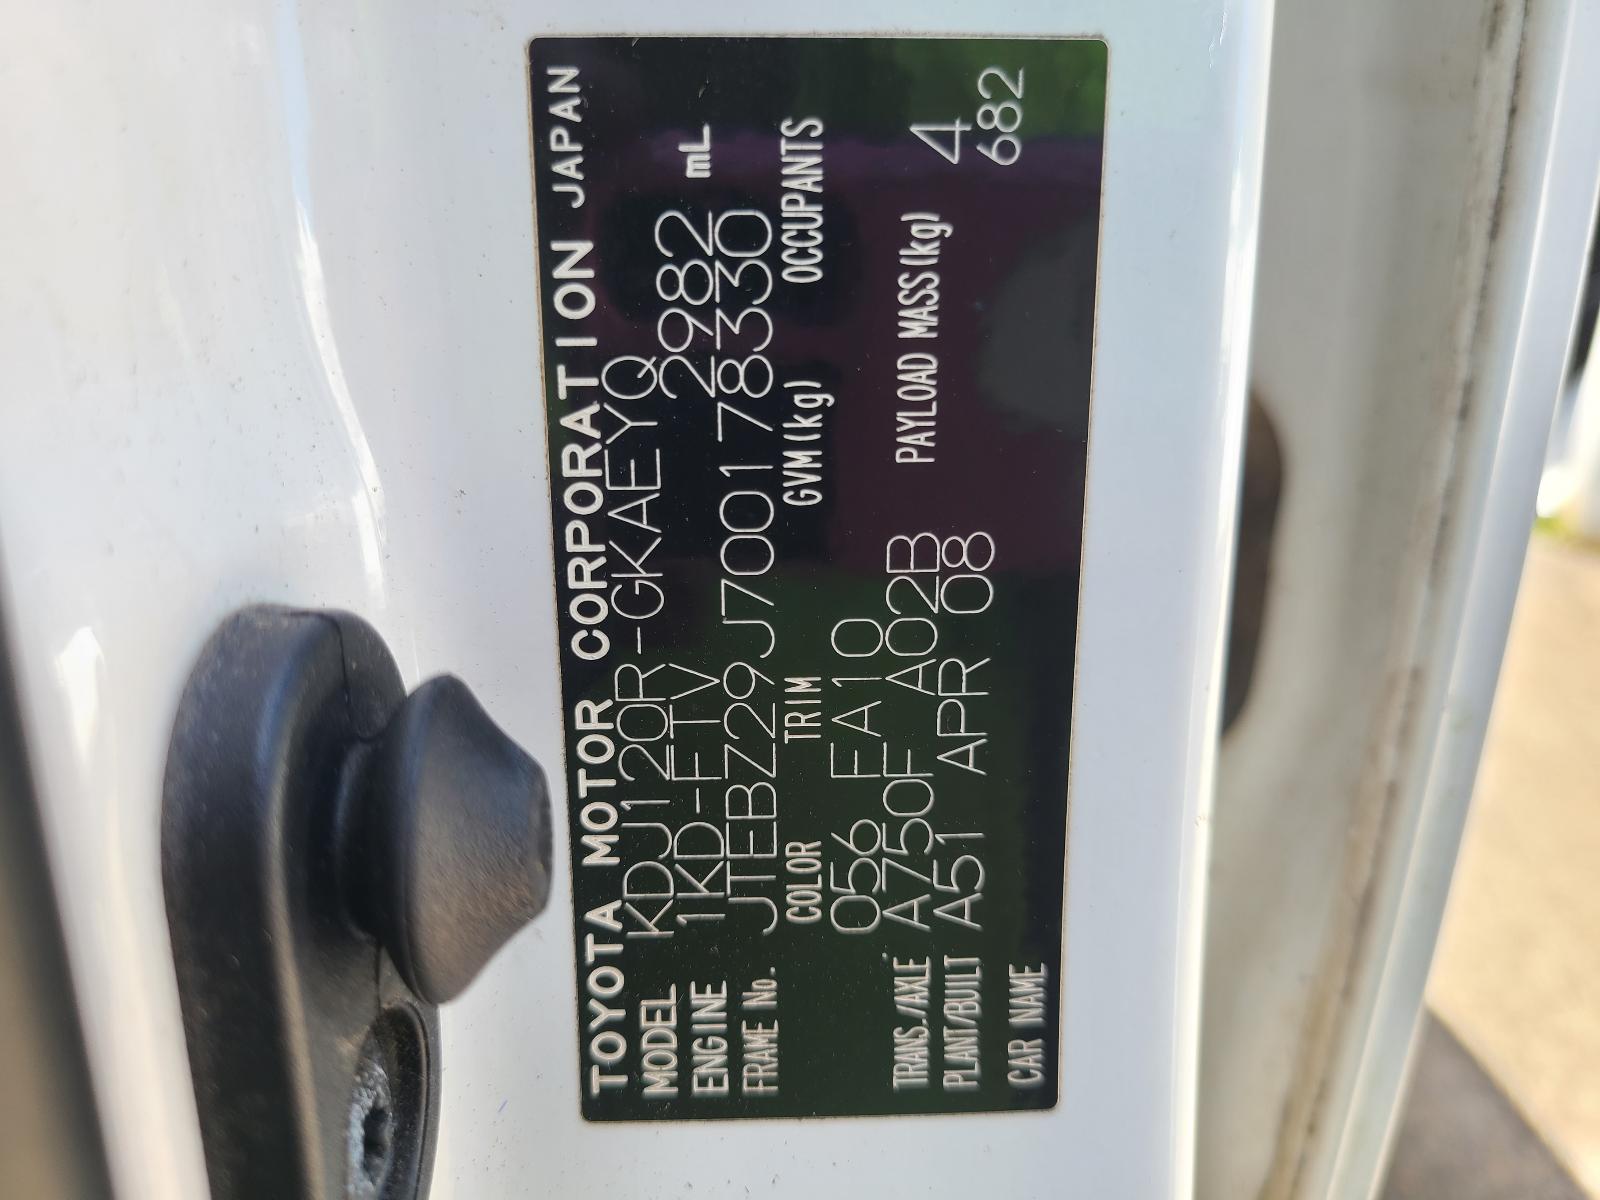 TOYOTA MOTOR CORPORATION JAPAN
MODEL KDJ120R-GKAEYQ
ENGINE 1KD-FTV 2982 mL
FRAME No. JTEBZ29J700178330
COLOR TRIM GVM(kg) OCCUPANTS
056 FA10 4
TRANS./AXLE A750F A02B PAYLOAD MASS(kg) 682
PLANT/BUILT A51 APR 08
CAR NAME